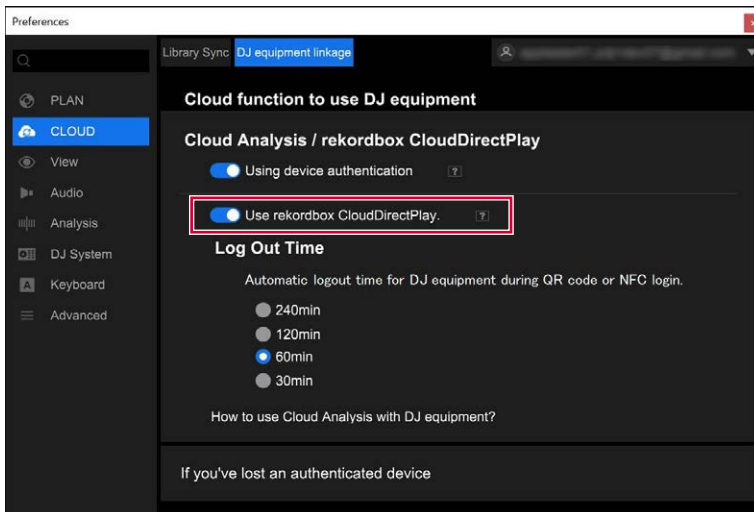 Preferences
Library Sync DJ equipment linkage
PLAN
CLOUD
View
Audio
Analysis
DJ System
A Keyboard
Advanced
Cloud function to use DJ equipment
Cloud Analysis / rekordbox CloudDirectPlay
Using device authentication ?
Use rekordbox CloudDirectPlay. ?
Log Out Time
Automatic logout time for DJ equipment during QR code or NFC login.
240min
120min
60min
30min
How to use Cloud Analysis with DJ equipment?
If you've lost an authenticated device